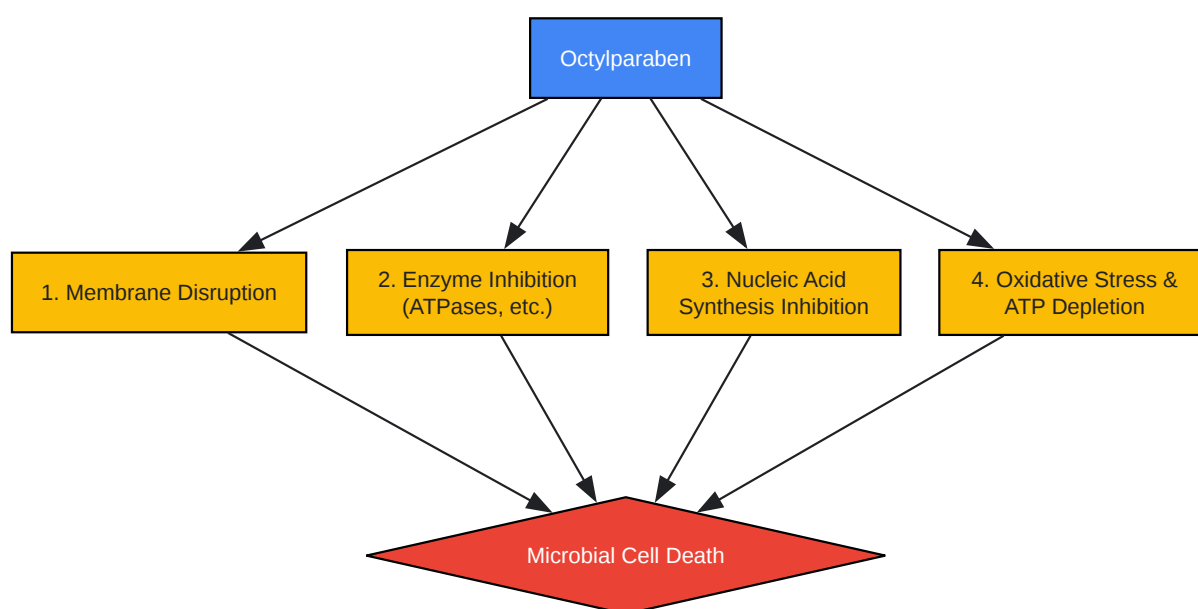 Octylparaben
1. Membrane Disruption
2. Enzyme Inhibition
(ATPases, etc.)
3. Nucleic Acid
Synthesis Inhibition
4. Oxidative Stress &
ATP Depletion
Microbial Cell Death